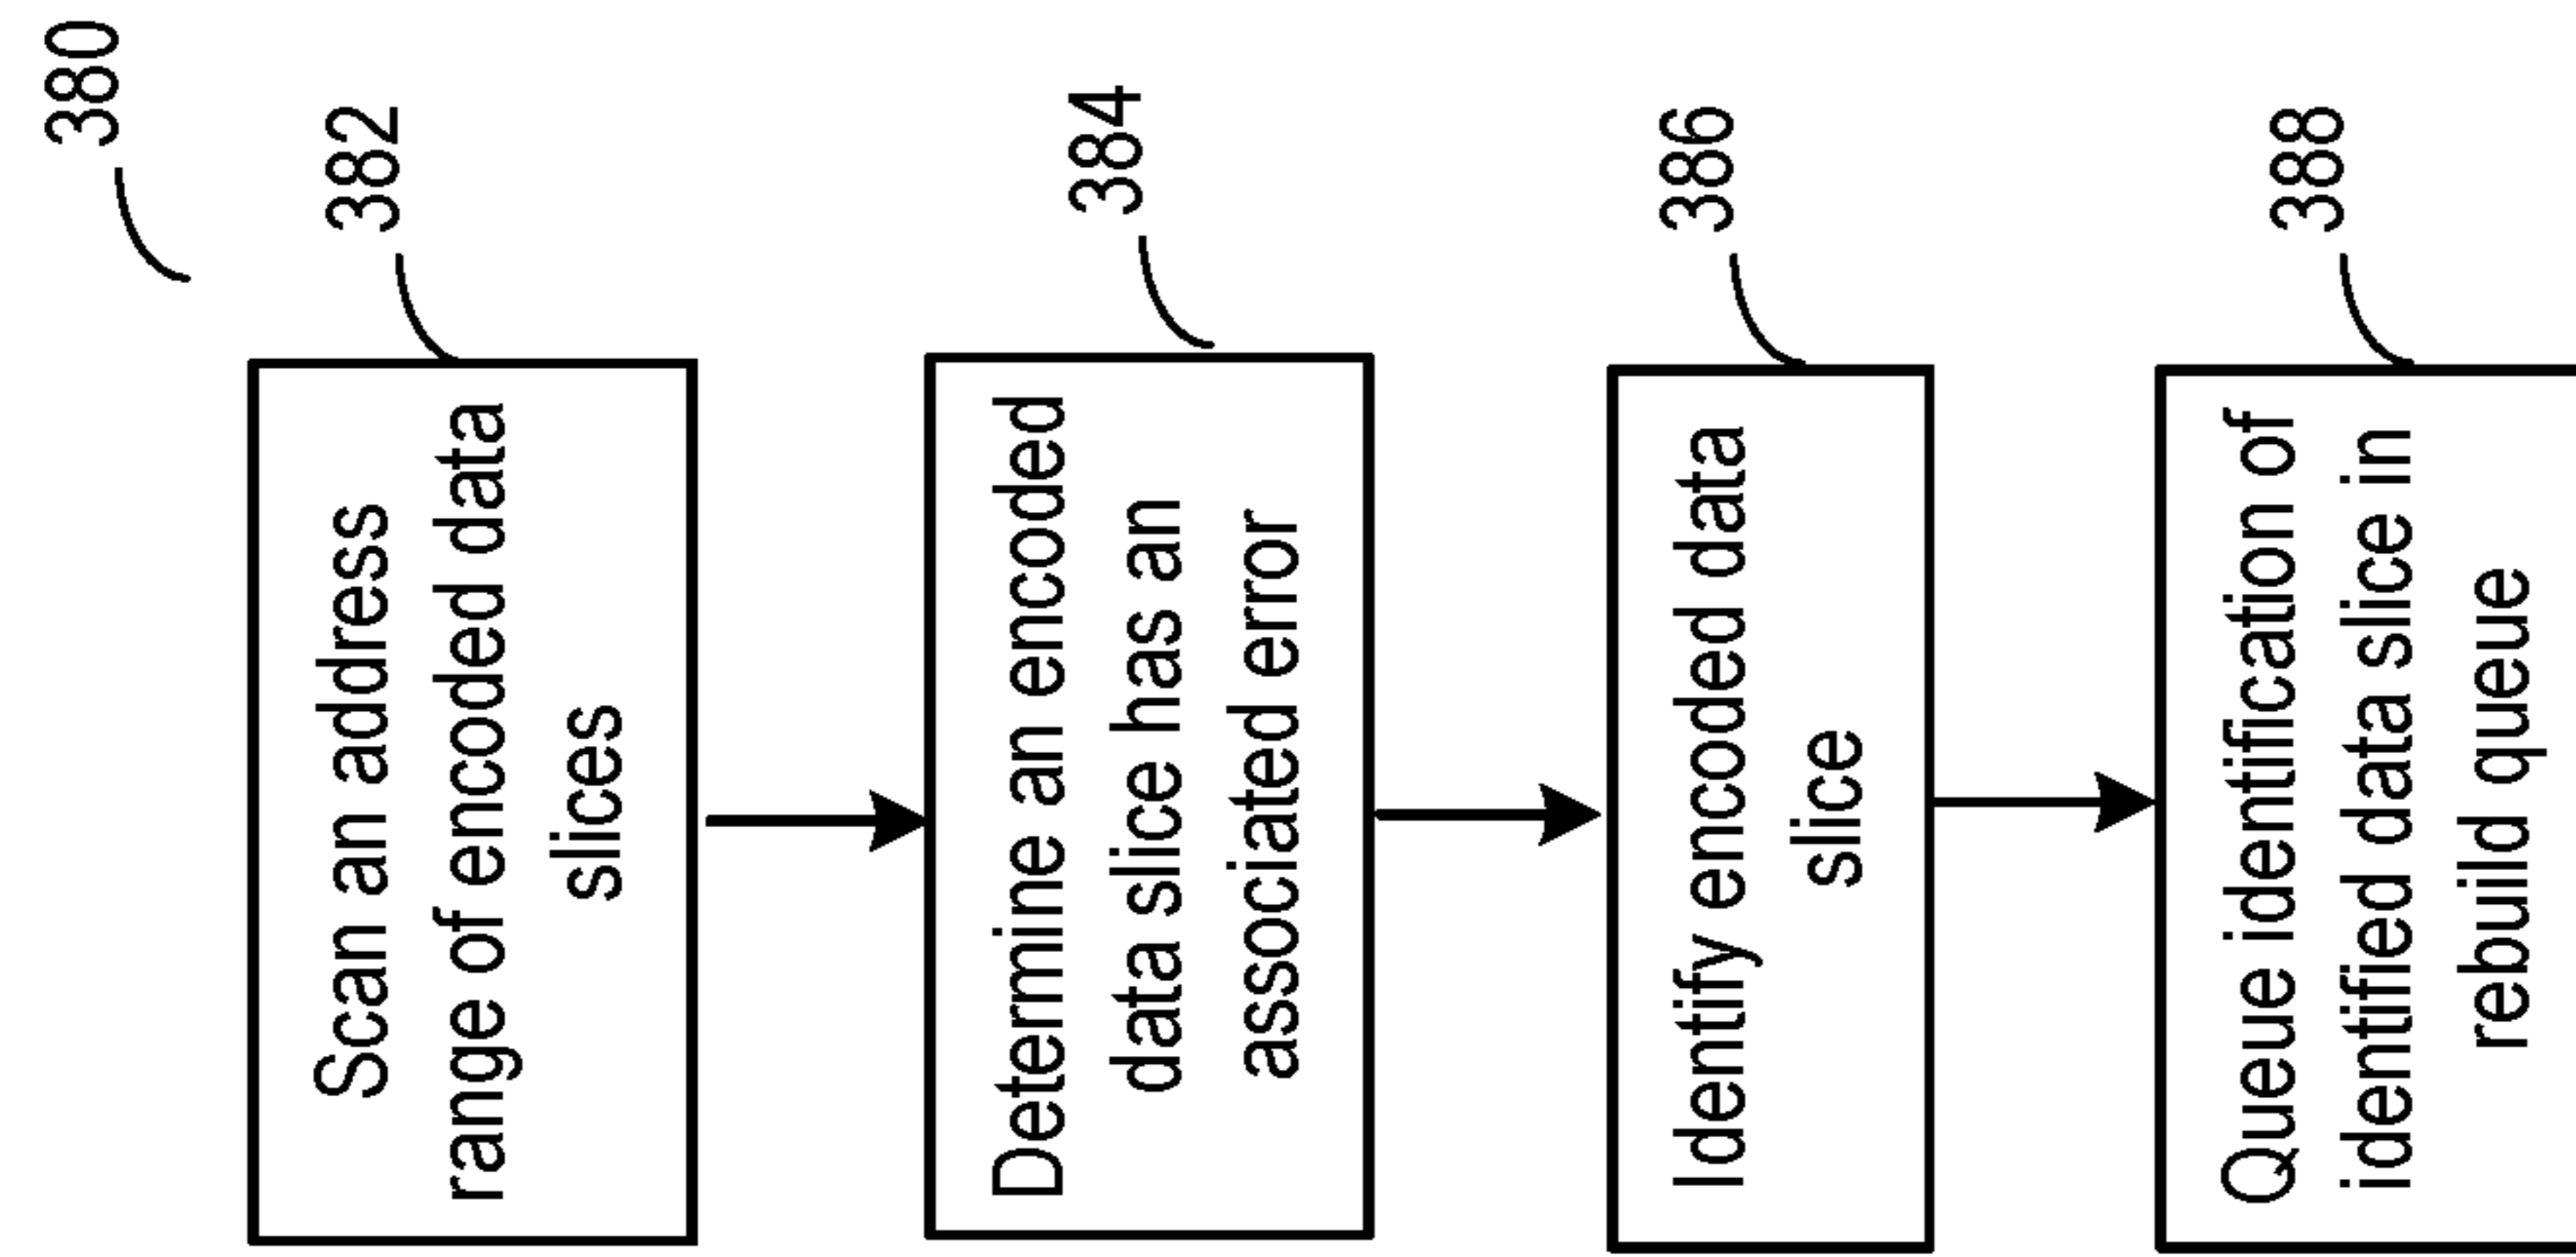 380
382
Scan an address
range of encoded data
slices
384
Determine an encoded
data slice has an
associated error
386
Identify encoded data
slice
388
Queue identification of
identified data slice in
rebuild queue